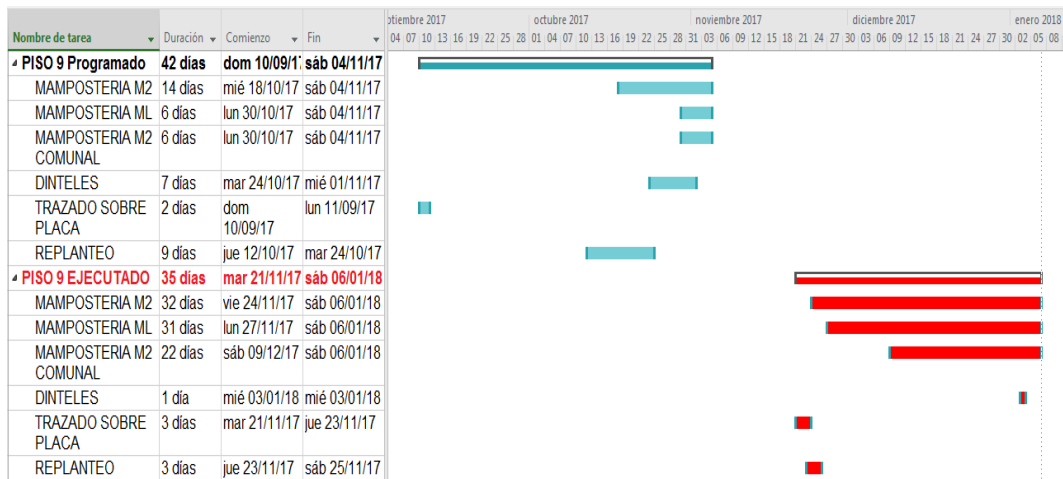 otiembre 2017 octubre 2017 noviembre 2017 diciembre 2017 enero 2018
Nombre de tarea Duración Comienzo Fin 04 07 10 13 16 19 22 25 28 01 04 07 10 13 16 19 22 25 28 31 03 06 09 12 15 18 21 24 27 30 03 06 09 12 15 18 21 24 27 30 02 05 08
PISO 9 Programado 42 días dom 10/09/1 sáb 04/11/17
MAMPOSTERIA M2 14 días mié 18/10/17 sáb 04/11/17
MAMPOSTERIA ML 6 días lun 30/10/17 sáb 04/11/17
MAMPOSTERIA M2 6 días lun 30/10/17 sáb 04/11/17
COMUNAL
DINTELES 7 días mar 24/10/17 mié 01/11/17
TRAZADO SOBRE 2 días dom lun 11/09/17
PLACA 10/09/17
REPLANTEO 9 días jue 12/10/17 mar 24/10/17
PISO 9 EJECUTADO 35 días mar 21/11/17 sáb 06/01/18
MAMPOSTERIA M2 32 días vie 24/11/17 sáb 06/01/18
MAMPOSTERIA ML 31 días lun 27/11/17 sáb 06/01/18
MAMPOSTERIA M2 22 días sáb 09/12/17 sáb 06/01/18
COMUNAL
DINTELES 1 día mié 03/01/18 mié 03/01/18
TRAZADO SOBRE 3 días mar 21/11/17 jue 23/11/17
PLACA
REPLANTEO 3 días jue 23/11/17 sáb 25/11/17